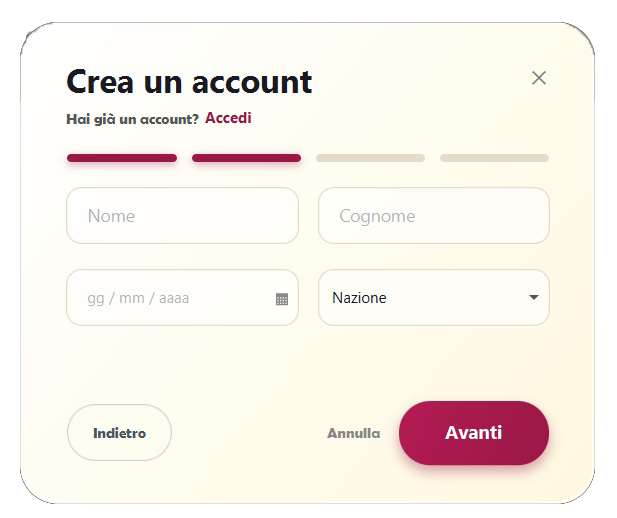 Crea un account
Hai già un account? Accedi
Nome
Cognome
gg / mm / aaaa
Nazione
Indietro
Annulla
Avanti